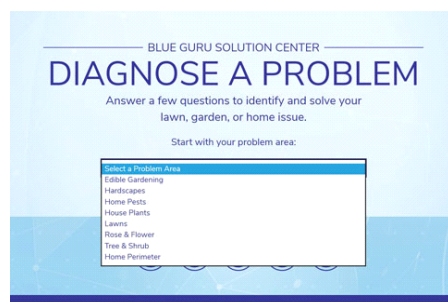 BLUE GURU SOLUTION CENTER
DIAGNOSE A PROBLEM
Answer a few questions to identify and solve your
lawn, garden, or home issue.
Start with your problem area:
Select a Problem Area
Edible Gardening
Hardscapes
Home Pests
House Plants
Lawns
Rose & Flower
Tree & Shrub
Home Perimeter